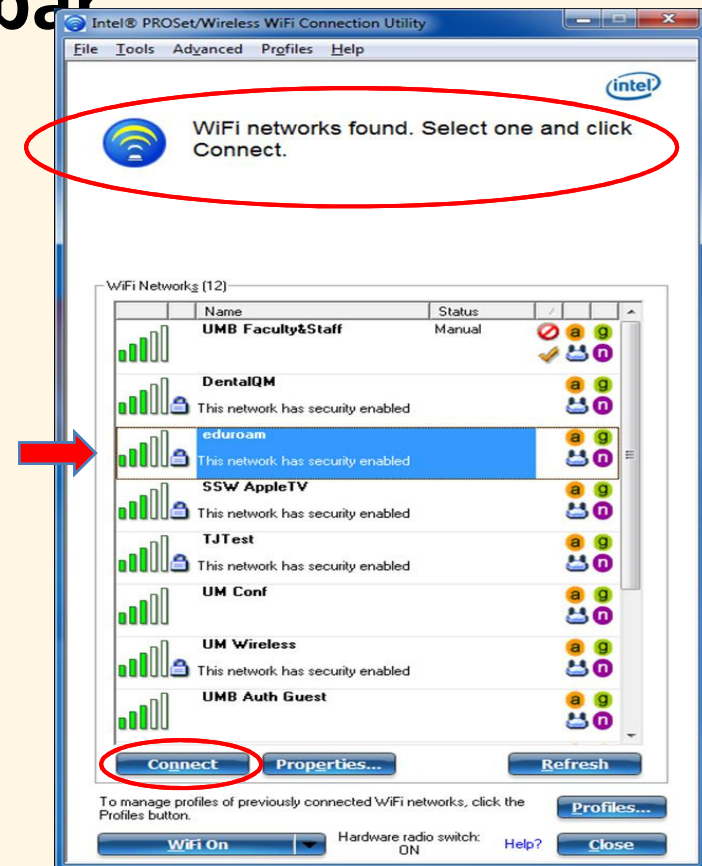 bar
Intel® PROSet/Wireless WiFi Connection Utility
File Tools Advanced Profiles Help
intel
WiFi networks found. Select one and click
Connect.
WiFi Networks (12)
Name Status
UMB Faculty&Staff Manual a g
n
DentalQM a g
This network has security enabled n
eduroam a g
This network has security enabled n
SSW AppleTV a g
This network has security enabled n
TJTest a g
This network has security enabled n
UM Conf a g
n
UM Wireless a g
This network has security enabled n
UMB Auth Guest a g
n
Connect Properties... Refresh
To manage profiles of previously connected WiFi networks, click the
Profiles button.
Profiles...
WiFi On Hardware radio switch:
ON
Help? Close